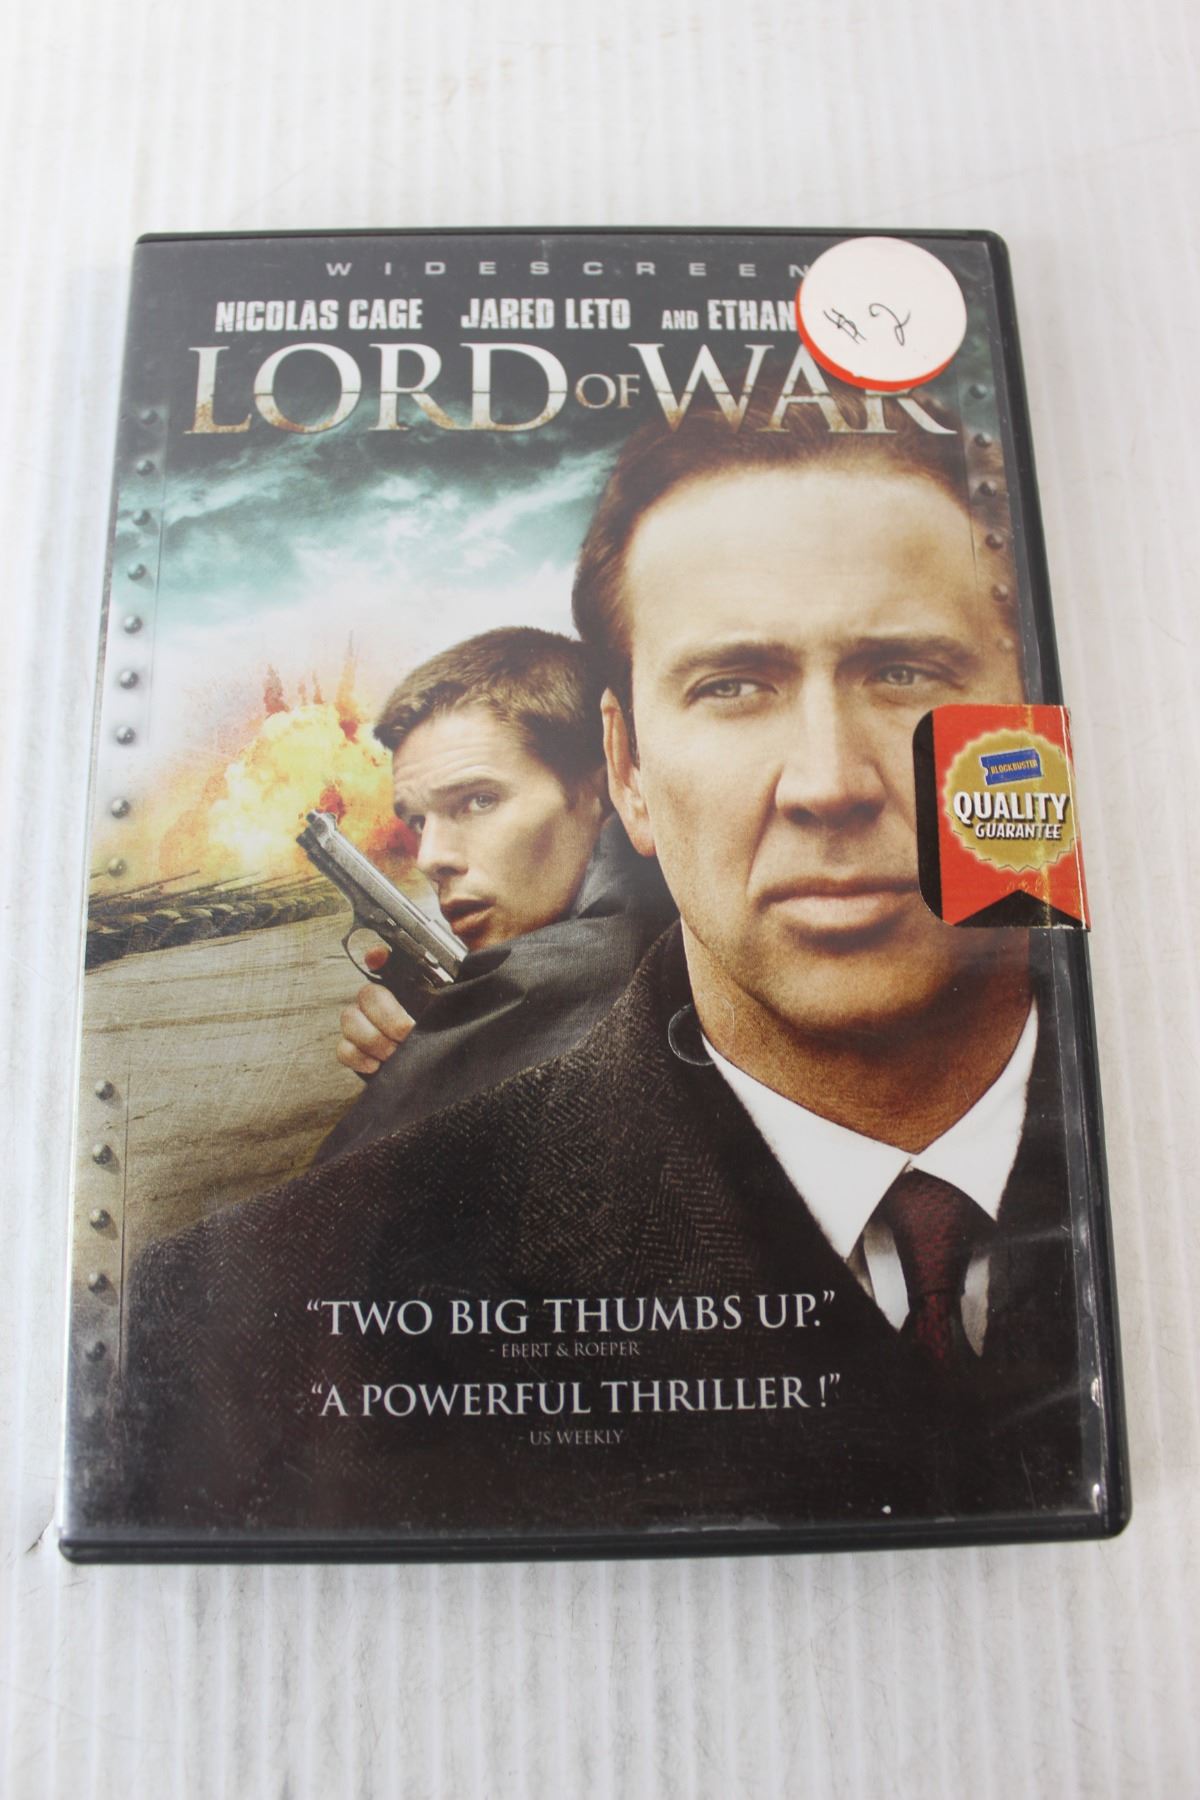 WIDESCREEN
NICOLAS CAGE JARED LETO AND ETHAN
$2
LORD OF WAR
BLOCKBUSTER
QUALITY
GUARANTEE
"TWO BIG THUMBS UP."
- EBERT & ROEPER
"A POWERFUL THRILLER!"
- US WEEKLY